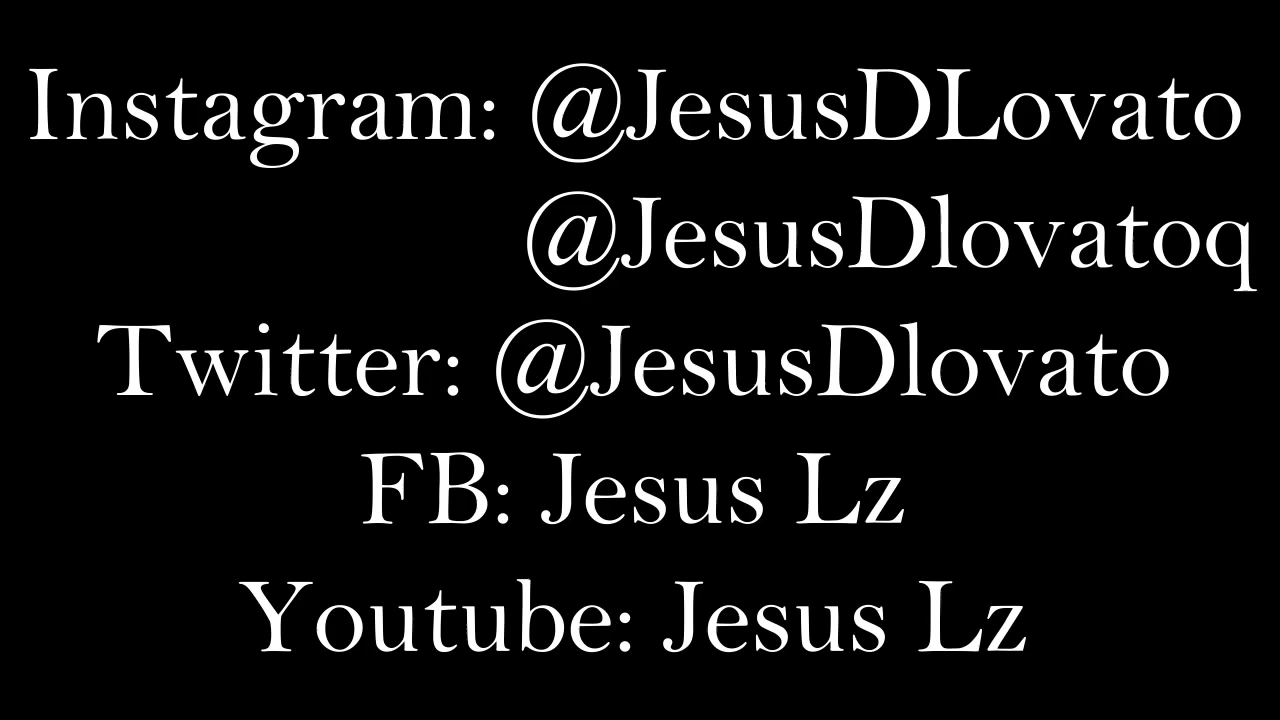 Instagram: @JesusDLovato
@JesusDlovatoq
Twitter: @JesusDlovato
FB: Jesus Lz
Youtube: Jesus Lz